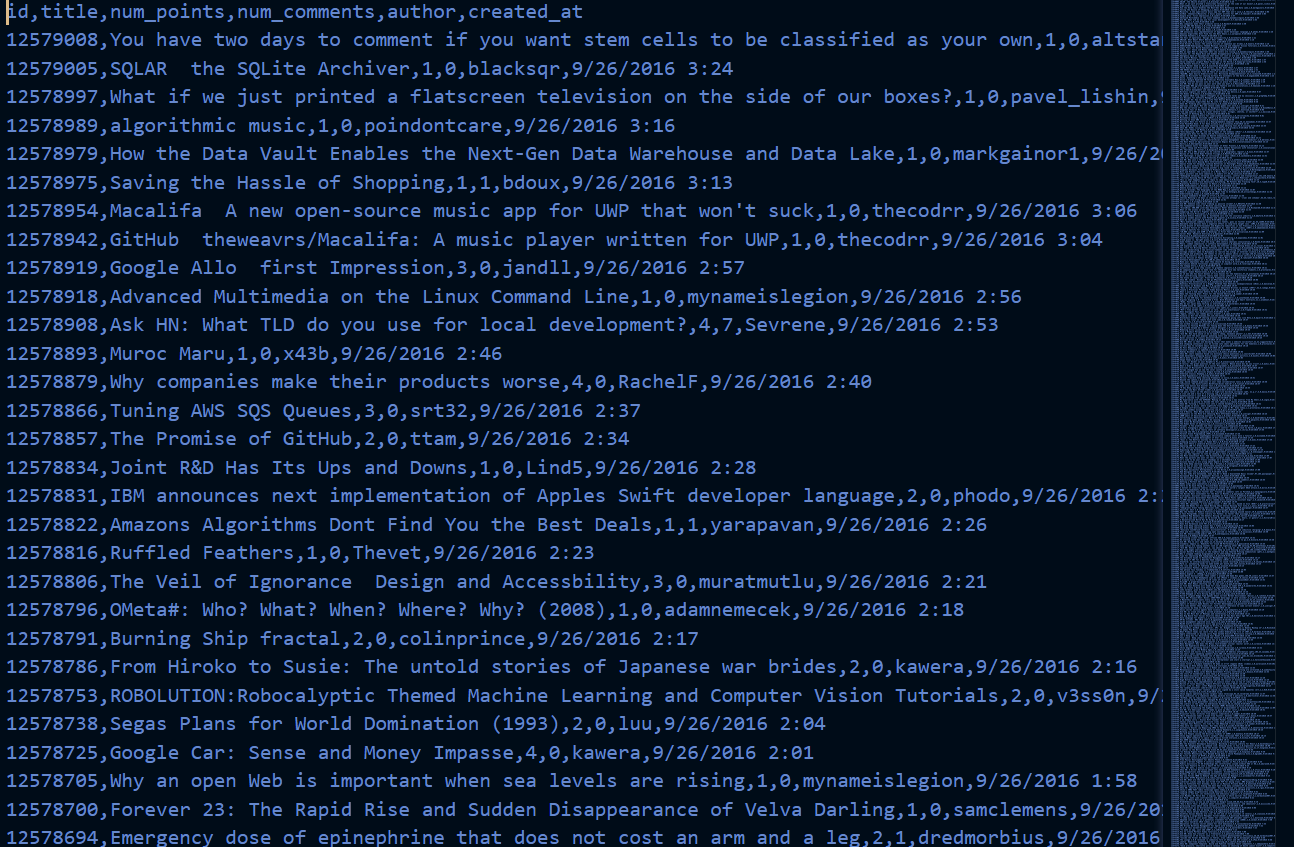 id,title,num_points,num_comments,author,created_at
12579008,You have two days to comment if you want stem cells to be classified as your own,1,0,altsta
12579005,SQLAR  the SQLite Archiver,1,0,blacksqr,9/26/2016 3:24
12578997,What if we just printed a flatscreen television on the side of our boxes?,1,0,pavel_lishin,
12578989,algorithmic music,1,0,poindontcare,9/26/2016 3:16
12578979,How the Data Vault Enables the Next-Gen Data Warehouse and Data Lake,1,0,markgainor1,9/26/2
12578975,Saving the Hassle of Shopping,1,1,bdoux,9/26/2016 3:13
12578954,Macalifa  A new open-source music app for UWP that won't suck,1,0,thecodrr,9/26/2016 3:06
12578942,GitHub  theweavrs/Macalifa: A music player written for UWP,1,0,thecodrr,9/26/2016 3:04
12578919,Google Allo  first Impression,3,0,jandll,9/26/2016 2:57
12578918,Advanced Multimedia on the Linux Command Line,1,0,mynameislegion,9/26/2016 2:56
12578908,Ask HN: What TLD do you use for local development?,4,7,Sevrene,9/26/2016 2:53
12578893,Muroc Maru,1,0,x43b,9/26/2016 2:46
12578879,Why companies make their products worse,4,0,RachelF,9/26/2016 2:40
12578866,Tuning AWS SQS Queues,3,0,srt32,9/26/2016 2:37
12578857,The Promise of GitHub,2,0,ttam,9/26/2016 2:34
12578834,Joint R&D Has Its Ups and Downs,1,0,Lind5,9/26/2016 2:28
12578831,IBM announces next implementation of Apples Swift developer language,2,0,phodo,9/26/2016 2:
12578822,Amazons Algorithms Dont Find You the Best Deals,1,1,yarapavan,9/26/2016 2:26
12578816,Ruffled Feathers,1,0,Thevet,9/26/2016 2:23
12578806,The Veil of Ignorance  Design and Accessbility,3,0,muratmutlu,9/26/2016 2:21
12578796,OMeta#: Who? What? When? Where? Why? (2008),1,0,adamnemecek,9/26/2016 2:18
12578791,Burning Ship fractal,2,0,colinprince,9/26/2016 2:17
12578786,From Hiroko to Susie: The untold stories of Japanese war brides,2,0,kawera,9/26/2016 2:16
12578753,ROBOLUTION:Robocalyptic Themed Machine Learning and Computer Vision Tutorials,2,0,v3ss0n,9/
12578738,Segas Plans for World Domination (1993),2,0,luu,9/26/2016 2:04
12578725,Google Car: Sense and Money Impasse,4,0,kawera,9/26/2016 2:01
12578705,Why an open Web is important when sea levels are rising,1,0,mynameislegion,9/26/2016 1:58
12578700,Forever 23: The Rapid Rise and Sudden Disappearance of Velva Darling,1,0,samclemens,9/26/20
12578694,Emergency dose of epinephrine that does not cost an arm and a leg,2,1,dredmorbius,9/26/2016